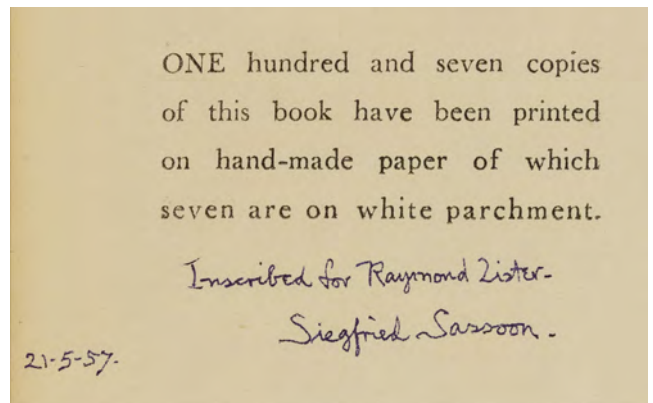 ONE hundred and seven copies
of this book have been printed
on hand-made paper of which
seven are on white parchment.
Inscribed for Raymond Lister-
Siegfried Sassoon.
21-5-57.